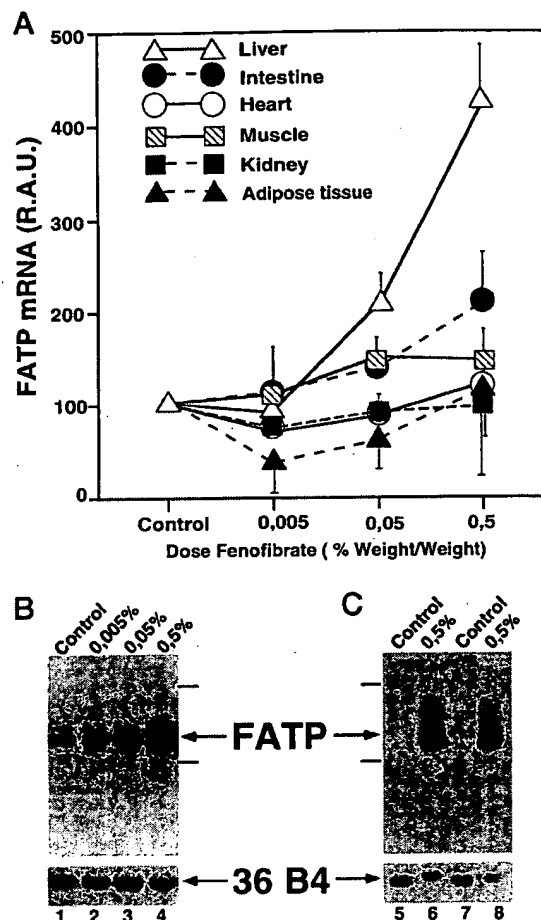 A
500
400
300
200
100
0
FATP mRNA (R.A.U.)
Liver
Intestine
Heart
Muscle
Kidney
Adipose tissue
Control 0,005 0,05 0,5
Dose Fenofibrate ( % Weight/Weight)
B
Control 0,005% 0,05% 0,5%
C
Control 0,5% Control 0,5%
FATP
36 B4
1 2 3 4
5 6 7 8